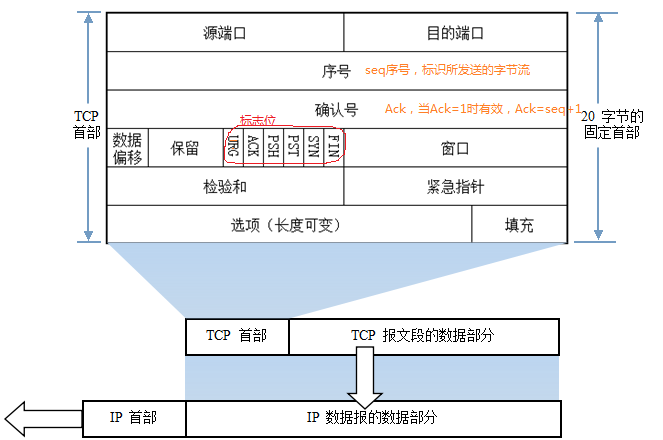 源端口
目的端口
序号
seq序号，标识所发送的字节流
确认号
Ack，当Ack=1时有效，Ack=seq+1
TCP
首部
20 字节的
固定首部
标志位
数据
偏移
保留
URG
ACK
PSH
PST
SYN
FIN
窗口
检验和
紧急指针
选项（长度可变）
填充
TCP 首部
TCP 报文段的数据部分
IP 首部
IP 数据报的数据部分